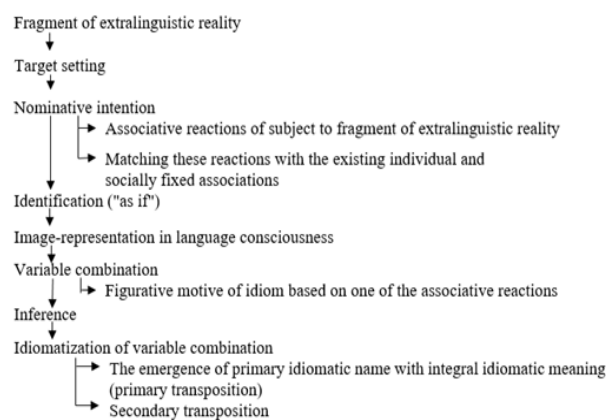 Fragment of extralinguistic reality
Target setting
Nominative intention
Associative reactions of subject to fragment of extralinguistic reality
Matching these reactions with the existing individual and
socially fixed associations
Identification ("as if")
Image-representation in language consciousness
Variable combination
Figurative motive of idiom based on one of the associative reactions
Inference
Idiomatization of variable combination
The emergence of primary idiomatic name with integral idiomatic meaning
(primary transposition)
Secondary transposition